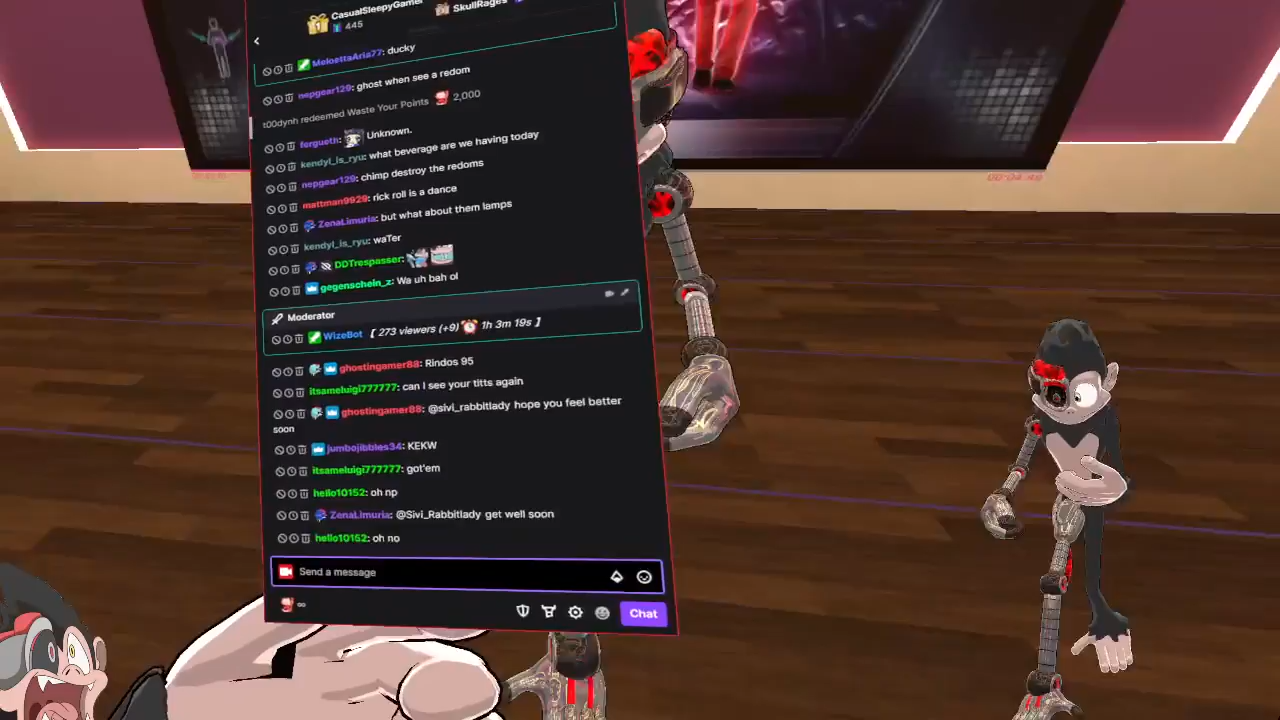 CasualSleepyGamer
445
SkullRages
MelosttaAria77: ducky
nepgear129: ghost when see a redom
t00dynh redeemed Waste Your Points 2,000
fergusth: Unknown.
kendyl_is_ryu: what beverage are we having today
nepgear129: chimp destroy the redoms
mattman9929: rick roll is a dance
ZenaLimuria: but what about them lamps
kendyl_is_ryu: waTer
DDTrespasser:
gegenschein_z: Wa uh bah ol
Moderator
WizeBot 【 273 viewers (+9) 1h 3m 19s 】
ghostingamer88: Rindos 95
itsameluigi777777: can I see your titts again
ghostingamer88: @sivi_rabbitlady hope you feel better
soon
jumbojibbles34: KEKW
itsameluigi777777: got'em
hello10152: oh np
ZenaLimuria: @Sivi_Rabbitlady get well soon
hello10152: oh no
Send a message
∞
Chat